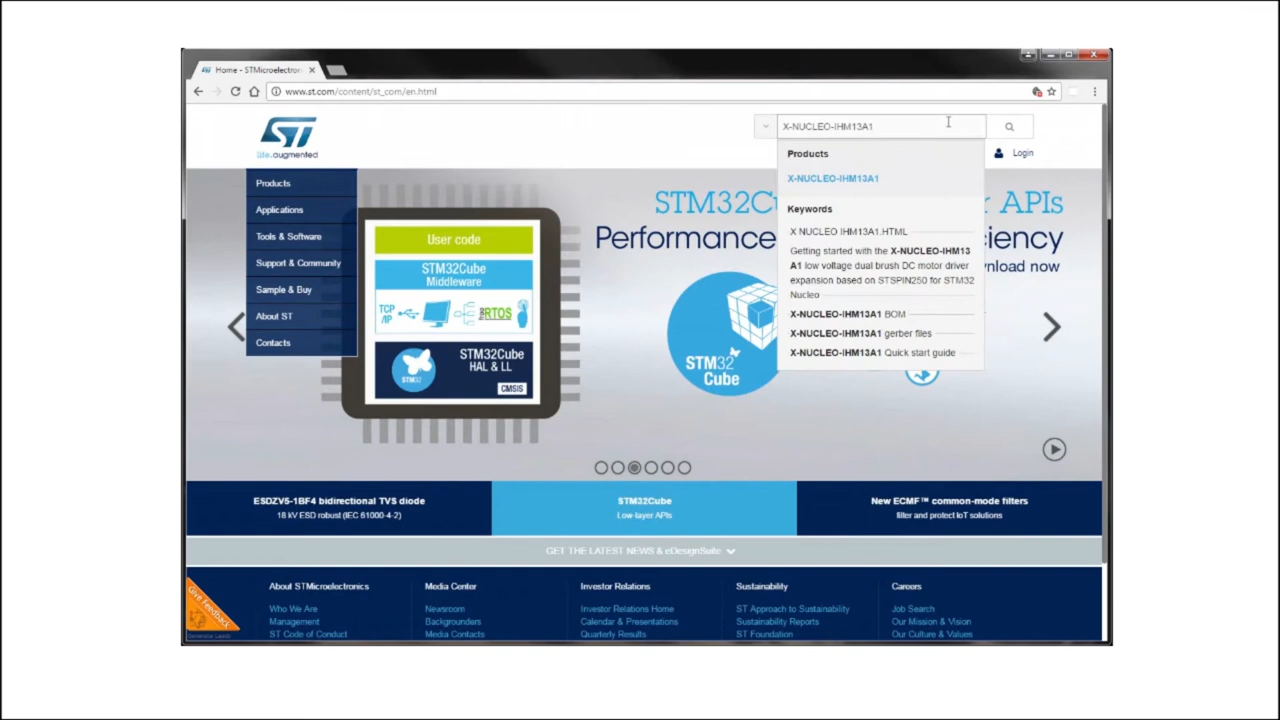 Home - STMicroelectron
www.st.com/content/st_com/en.html
ST
life.augmented
X-NUCLEO-IHM13A1
Login
Products
X-NUCLEO-IHM13A1
Keywords
X NUCLEO IHM13A1.HTML
Getting started with the X-NUCLEO-IHM13
A1 low voltage dual brush DC motor driver
expansion based on STSPIN250 for STM32
Nucleo
X-NUCLEO-IHM13A1 BOM
X-NUCLEO-IHM13A1 gerber files
X-NUCLEO-IHM13A1 Quick start guide
Products
Applications
Tools & Software
Support & Community
Sample & Buy
About ST
Contacts
User code
STM32Cube
Middleware
TCP
/IP
RTOS
STM32Cube
HAL & LL
STM32
CMSIS
STM32C APIs
Performance iency
nload now
STM32
Cube
ESDZV5-1BF4 bidirectional TVS diode
18 kV ESD robust (IEC 61000-4-2)
STM32Cube
Low-layer APIs
New ECMF™ common-mode filters
filter and protect IoT solutions
GET THE LATEST NEWS & eDesignSuite
Give Feedback
About STMicroelectronics
Who We Are
Management
ST Code of Conduct
Media Center
Newsroom
Backgrounders
Media Contacts
Investor Relations
Investor Relations Home
Calendar & Presentations
Quarterly Results
Sustainability
ST Approach to Sustainability
Sustainability Reports
ST Foundation
Careers
Job Search
Our Mission & Vision
Our Culture & Values